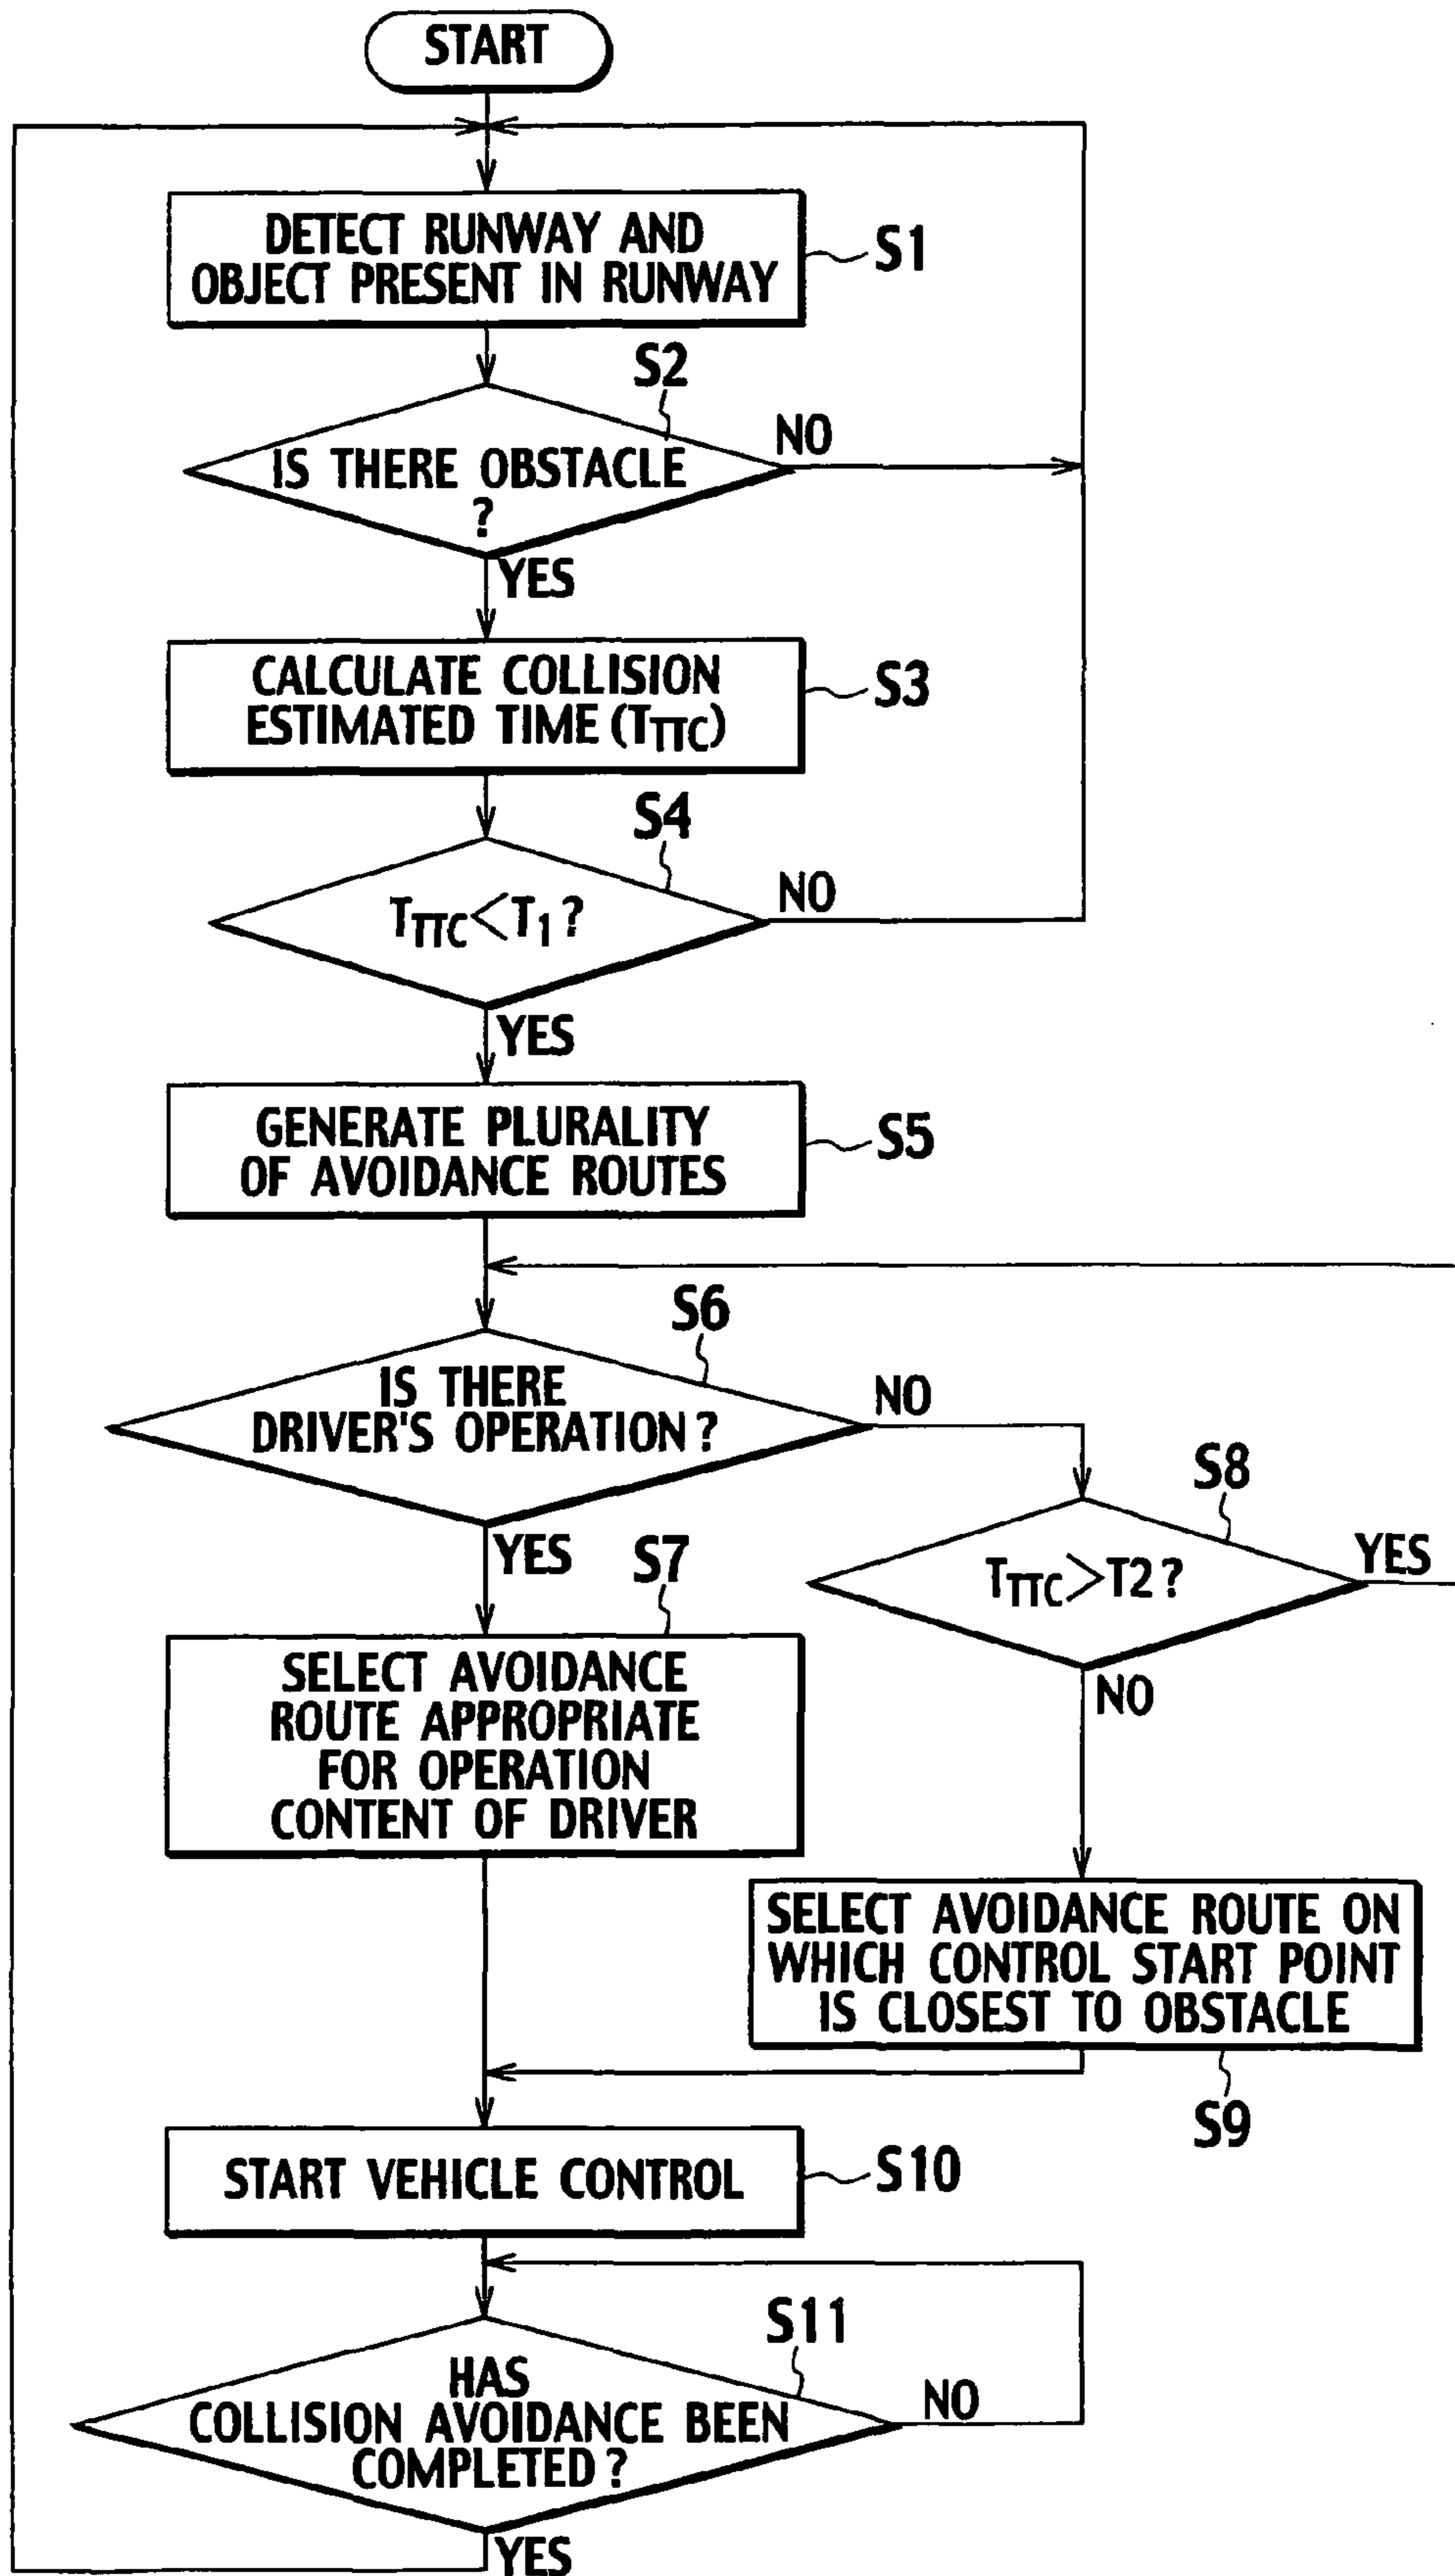 START
DETECT RUNWAY AND
OBJECT PRESENT IN RUNWAY
S1
S2
IS THERE OBSTACLE
?
NO
YES
CALCULATE COLLISION
ESTIMATED TIME (TTTC)
S3
S4
TTTC<T1?
NO
YES
GENERATE PLURALITY
OF AVOIDANCE ROUTES
S5
S6
IS THERE
DRIVER'S OPERATION?
NO
YES
S7
SELECT AVOIDANCE
ROUTE APPROPRIATE
FOR OPERATION
CONTENT OF DRIVER
S8
TTTC>T2?
YES
NO
SELECT AVOIDANCE ROUTE ON
WHICH CONTROL START POINT
IS CLOSEST TO OBSTACLE
S9
START VEHICLE CONTROL
S10
S11
HAS
COLLISION AVOIDANCE BEEN
COMPLETED?
NO
YES